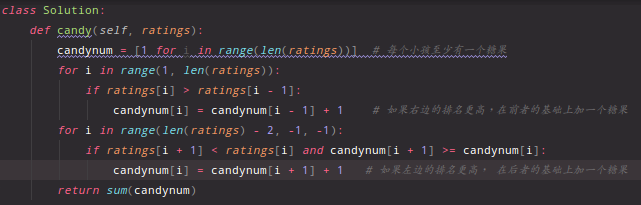 class Solution:
    def candy(self, ratings):
        candynum = [1 for i in range(len(ratings))]  # 每个小孩至少有一个糖果
        for i in range(1, len(ratings)):
            if ratings[i] > ratings[i - 1]:
                candynum[i] = candynum[i - 1] + 1    # 如果右边的排名更高,在前者的基础上加一个糖果
        for i in range(len(ratings) - 2, -1, -1):
            if ratings[i + 1] < ratings[i] and candynum[i + 1] >= candynum[i]:
                candynum[i] = candynum[i + 1] + 1   # 如果左边的排名更高, 在后者的基础上加一个糖果
        return sum(candynum)